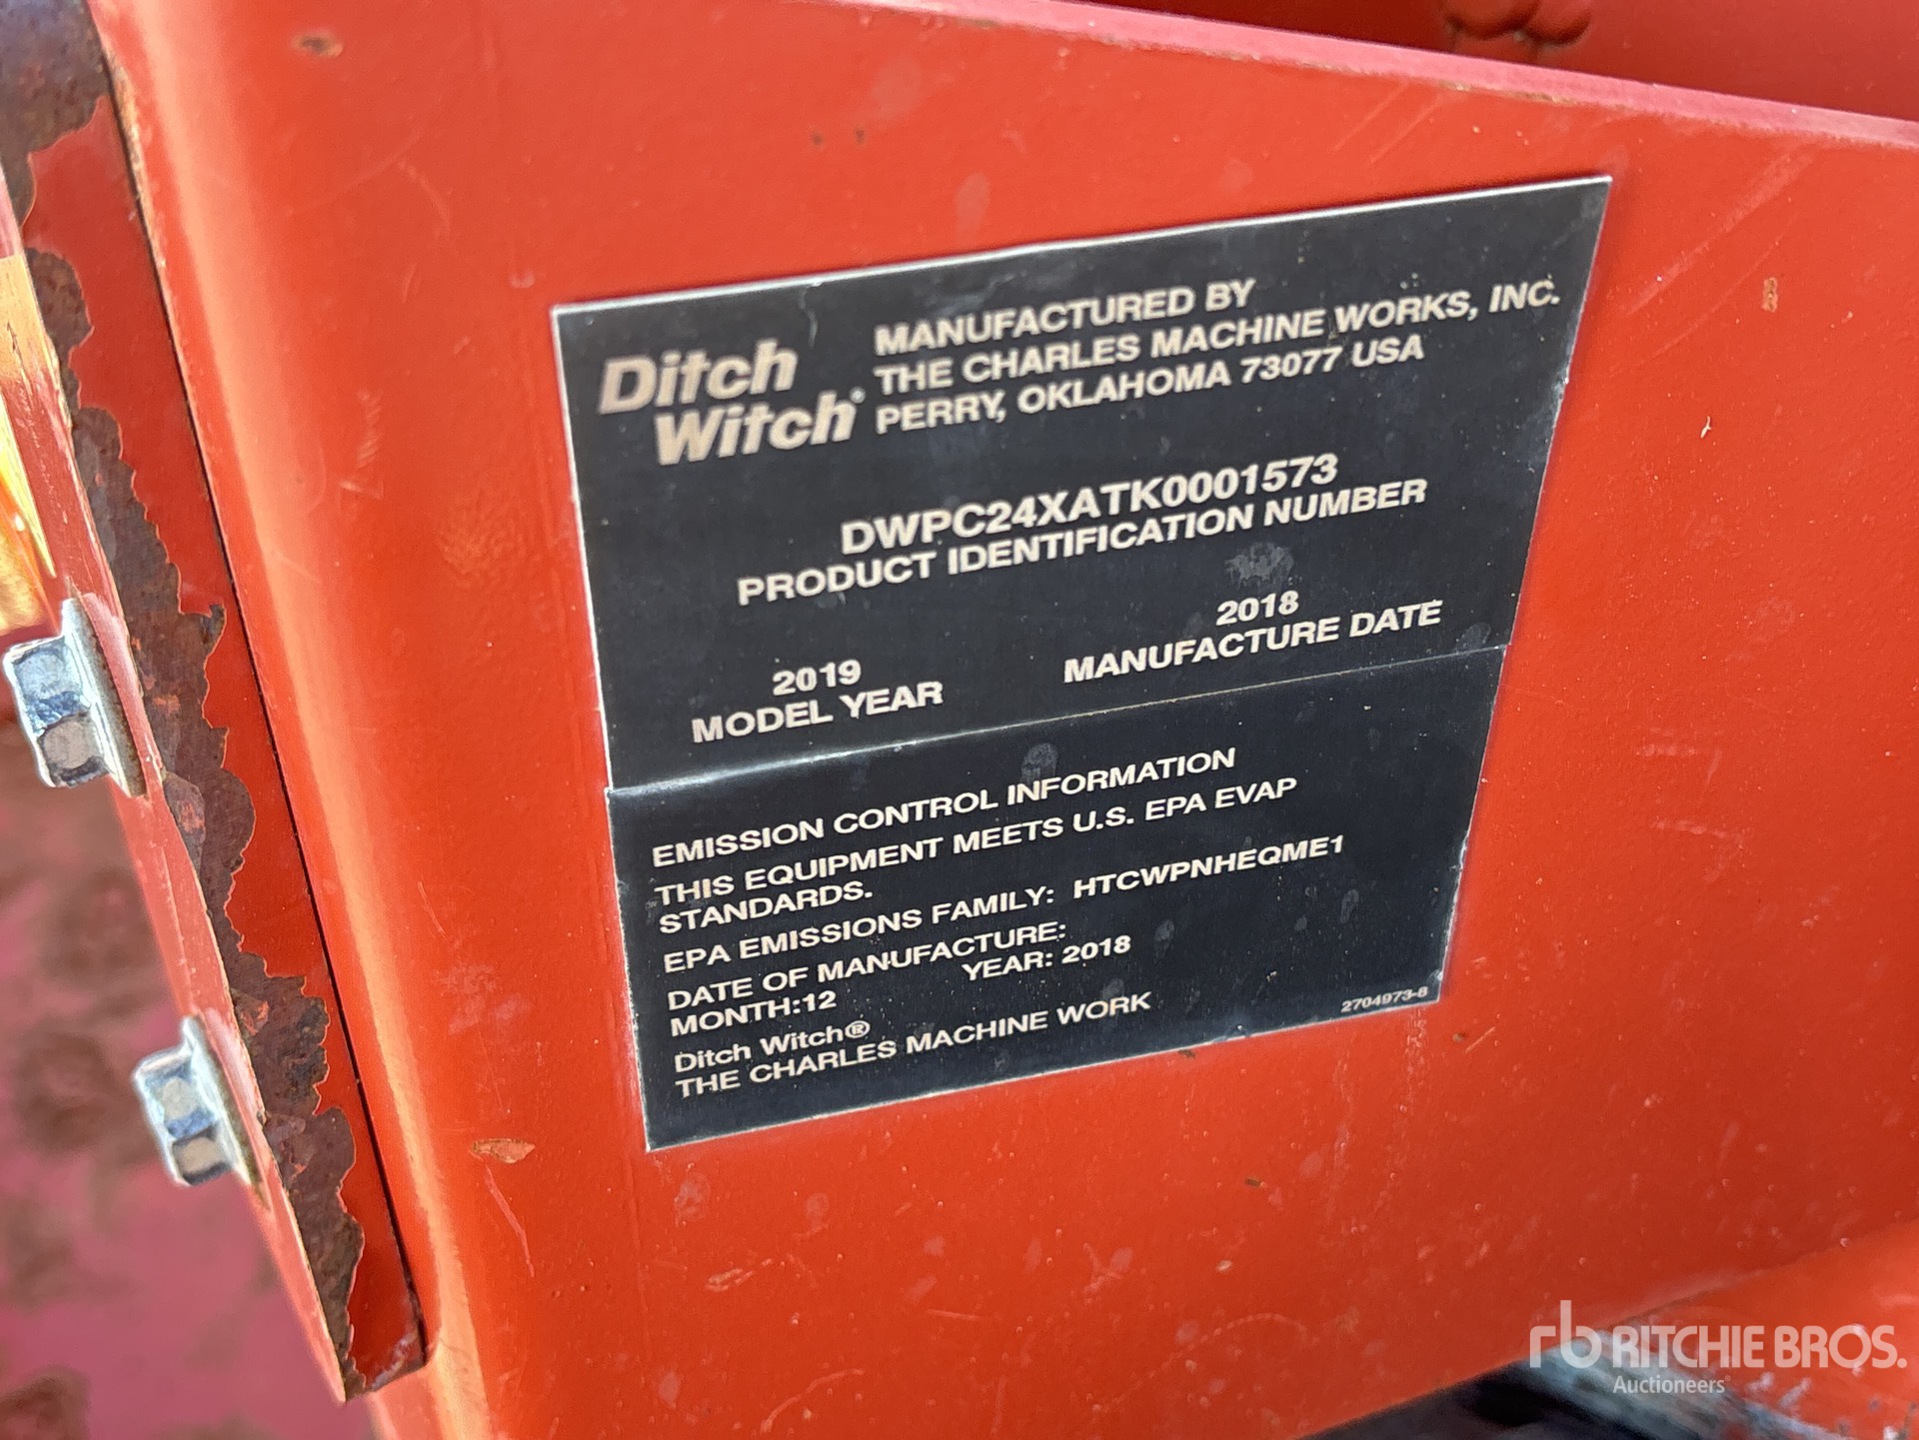 Ditch
Witch®
MANUFACTURED BY
THE CHARLES MACHINE WORKS, INC.
PERRY, OKLAHOMA 73077 USA
DWPC24XATK0001573
PRODUCT IDENTIFICATION NUMBER
2019
MODEL YEAR
2018
MANUFACTURE DATE
EMISSION CONTROL INFORMATION
THIS EQUIPMENT MEETS U.S. EPA EVAP
STANDARDS.
EPA EMISSIONS FAMILY: HTCWPNHEQME1
DATE OF MANUFACTURE:
MONTH:12 YEAR: 2018
Ditch Witch®
THE CHARLES MACHINE WORK
2704973-8
rb RITCHIE BROS.
Auctioneers